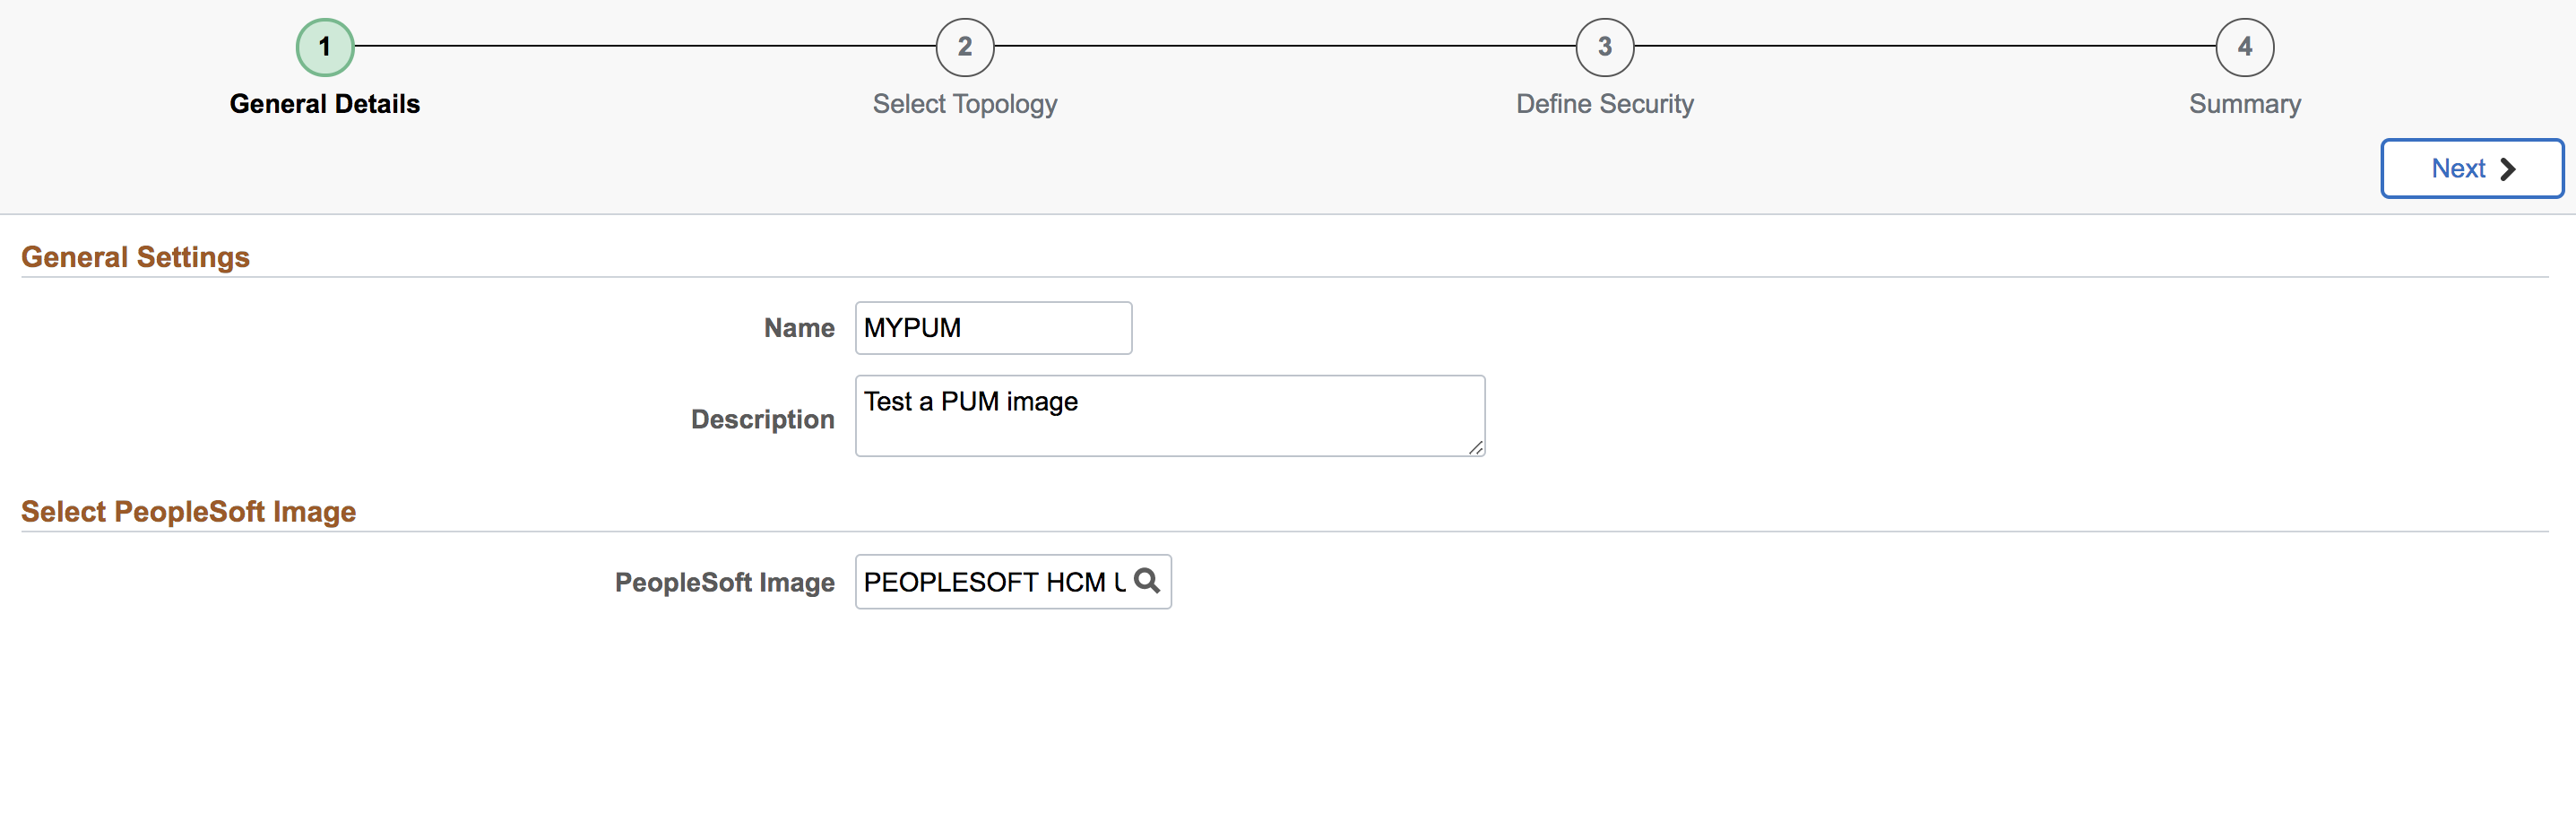 1 2 3 4
General Details Select Topology Define Security Summary
Next
General Settings
Name MYPUM
Description Test a PUM image
Select PeopleSoft Image
PeopleSoft Image PEOPLESOFT HCM U